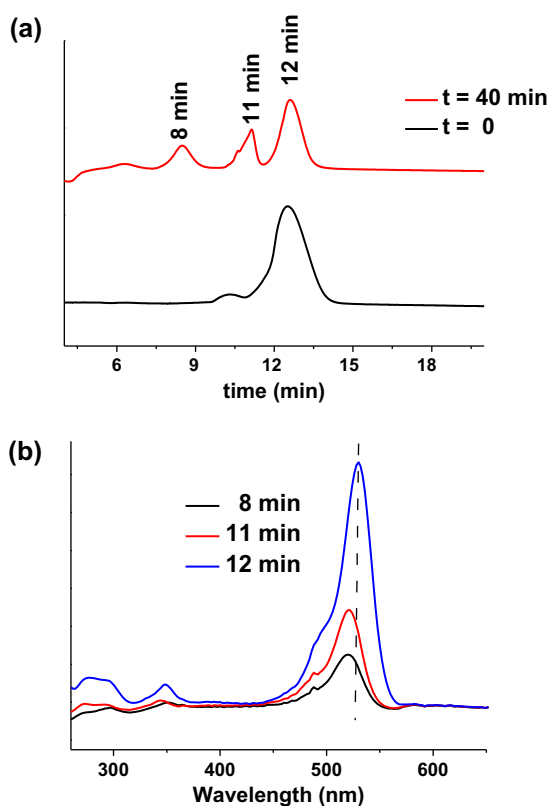 (a)
8 min
11 min
12 min
t = 40 min
t = 0
6 9 12 15 18
time (min)
(b)
8 min
11 min
12 min
300 400 500 600
Wavelength (nm)